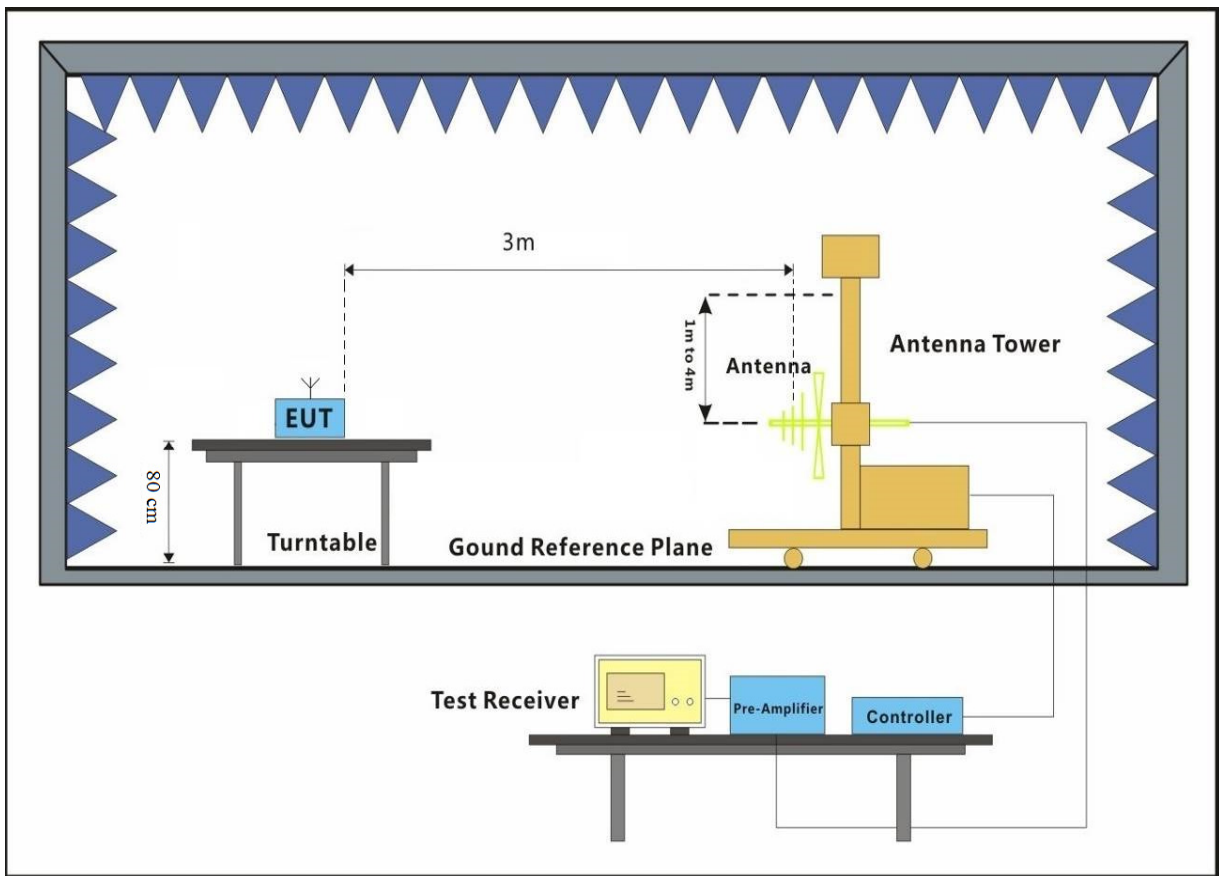 3m
1m to 4m
Antenna
Antenna Tower
EUT
80 cm
Turntable
Gound Reference Plane
Test Receiver
Pre-Amplifier
Controller